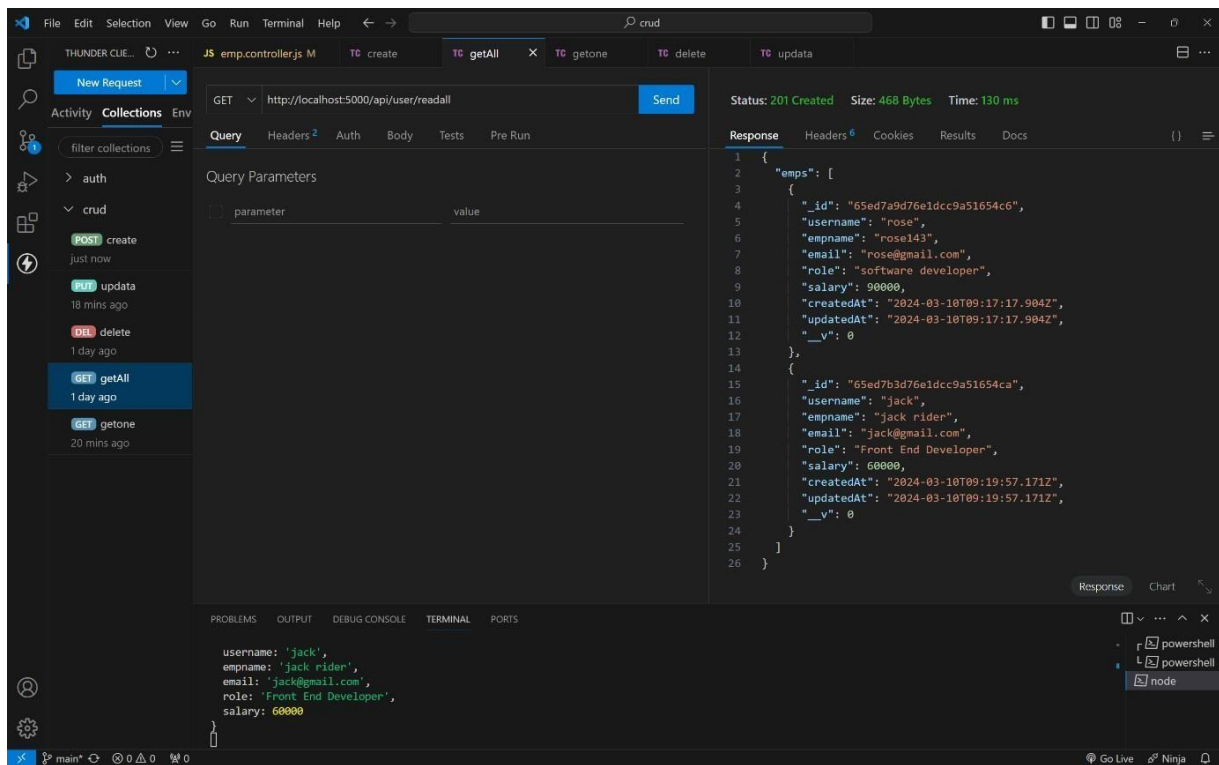 File Edit Selection View Go Run Terminal Help ← → crud
THUNDER CLIE... ···
New Request
Activity Collections Env
filter collections
> auth
crud
POST create
just now
PUT updata
18 mins ago
DEL delete
1 day ago
GET getAll
1 day ago
GET getone
20 mins ago
1
JS emp.controller.js M TC create TC getAll × TC getone TC delete TC updata
GET http://localhost:5000/api/user/readall Send
Query Headers 2 Auth Body Tests Pre Run
Query Parameters
parameter value
Status: 201 Created Size: 468 Bytes Time: 130 ms
Response Headers 6 Cookies Results Docs {}
1 {
2 "emps": [
3 {
4 "_id": "65ed7a9d76e1dcc9a51654c6",
5 "username": "rose",
6 "empname": "rose143",
7 "email": "rose@gmail.com",
8 "role": "software developer",
9 "salary": 90000,
10 "createdAt": "2024-03-10T09:17:17.904Z",
11 "updatedAt": "2024-03-10T09:17:17.904Z",
12 "__v": 0
13 },
14 {
15 "_id": "65ed7b3d76e1dcc9a51654ca",
16 "username": "jack",
17 "empname": "jack rider",
18 "email": "jack@gmail.com",
19 "role": "Front End Developer",
20 "salary": 60000,
21 "createdAt": "2024-03-10T09:19:57.171Z",
22 "updatedAt": "2024-03-10T09:19:57.171Z",
23 "__v": 0
24 }
25 ]
26 }
Response Chart
PROBLEMS OUTPUT DEBUG CONSOLE TERMINAL PORTS
username: 'jack',
empname: 'jack rider',
email: 'jack@gmail.com',
role: 'Front End Developer',
salary: 60000
}
powershell
powershell
node
main* 0 0 0 Go Live Ninja